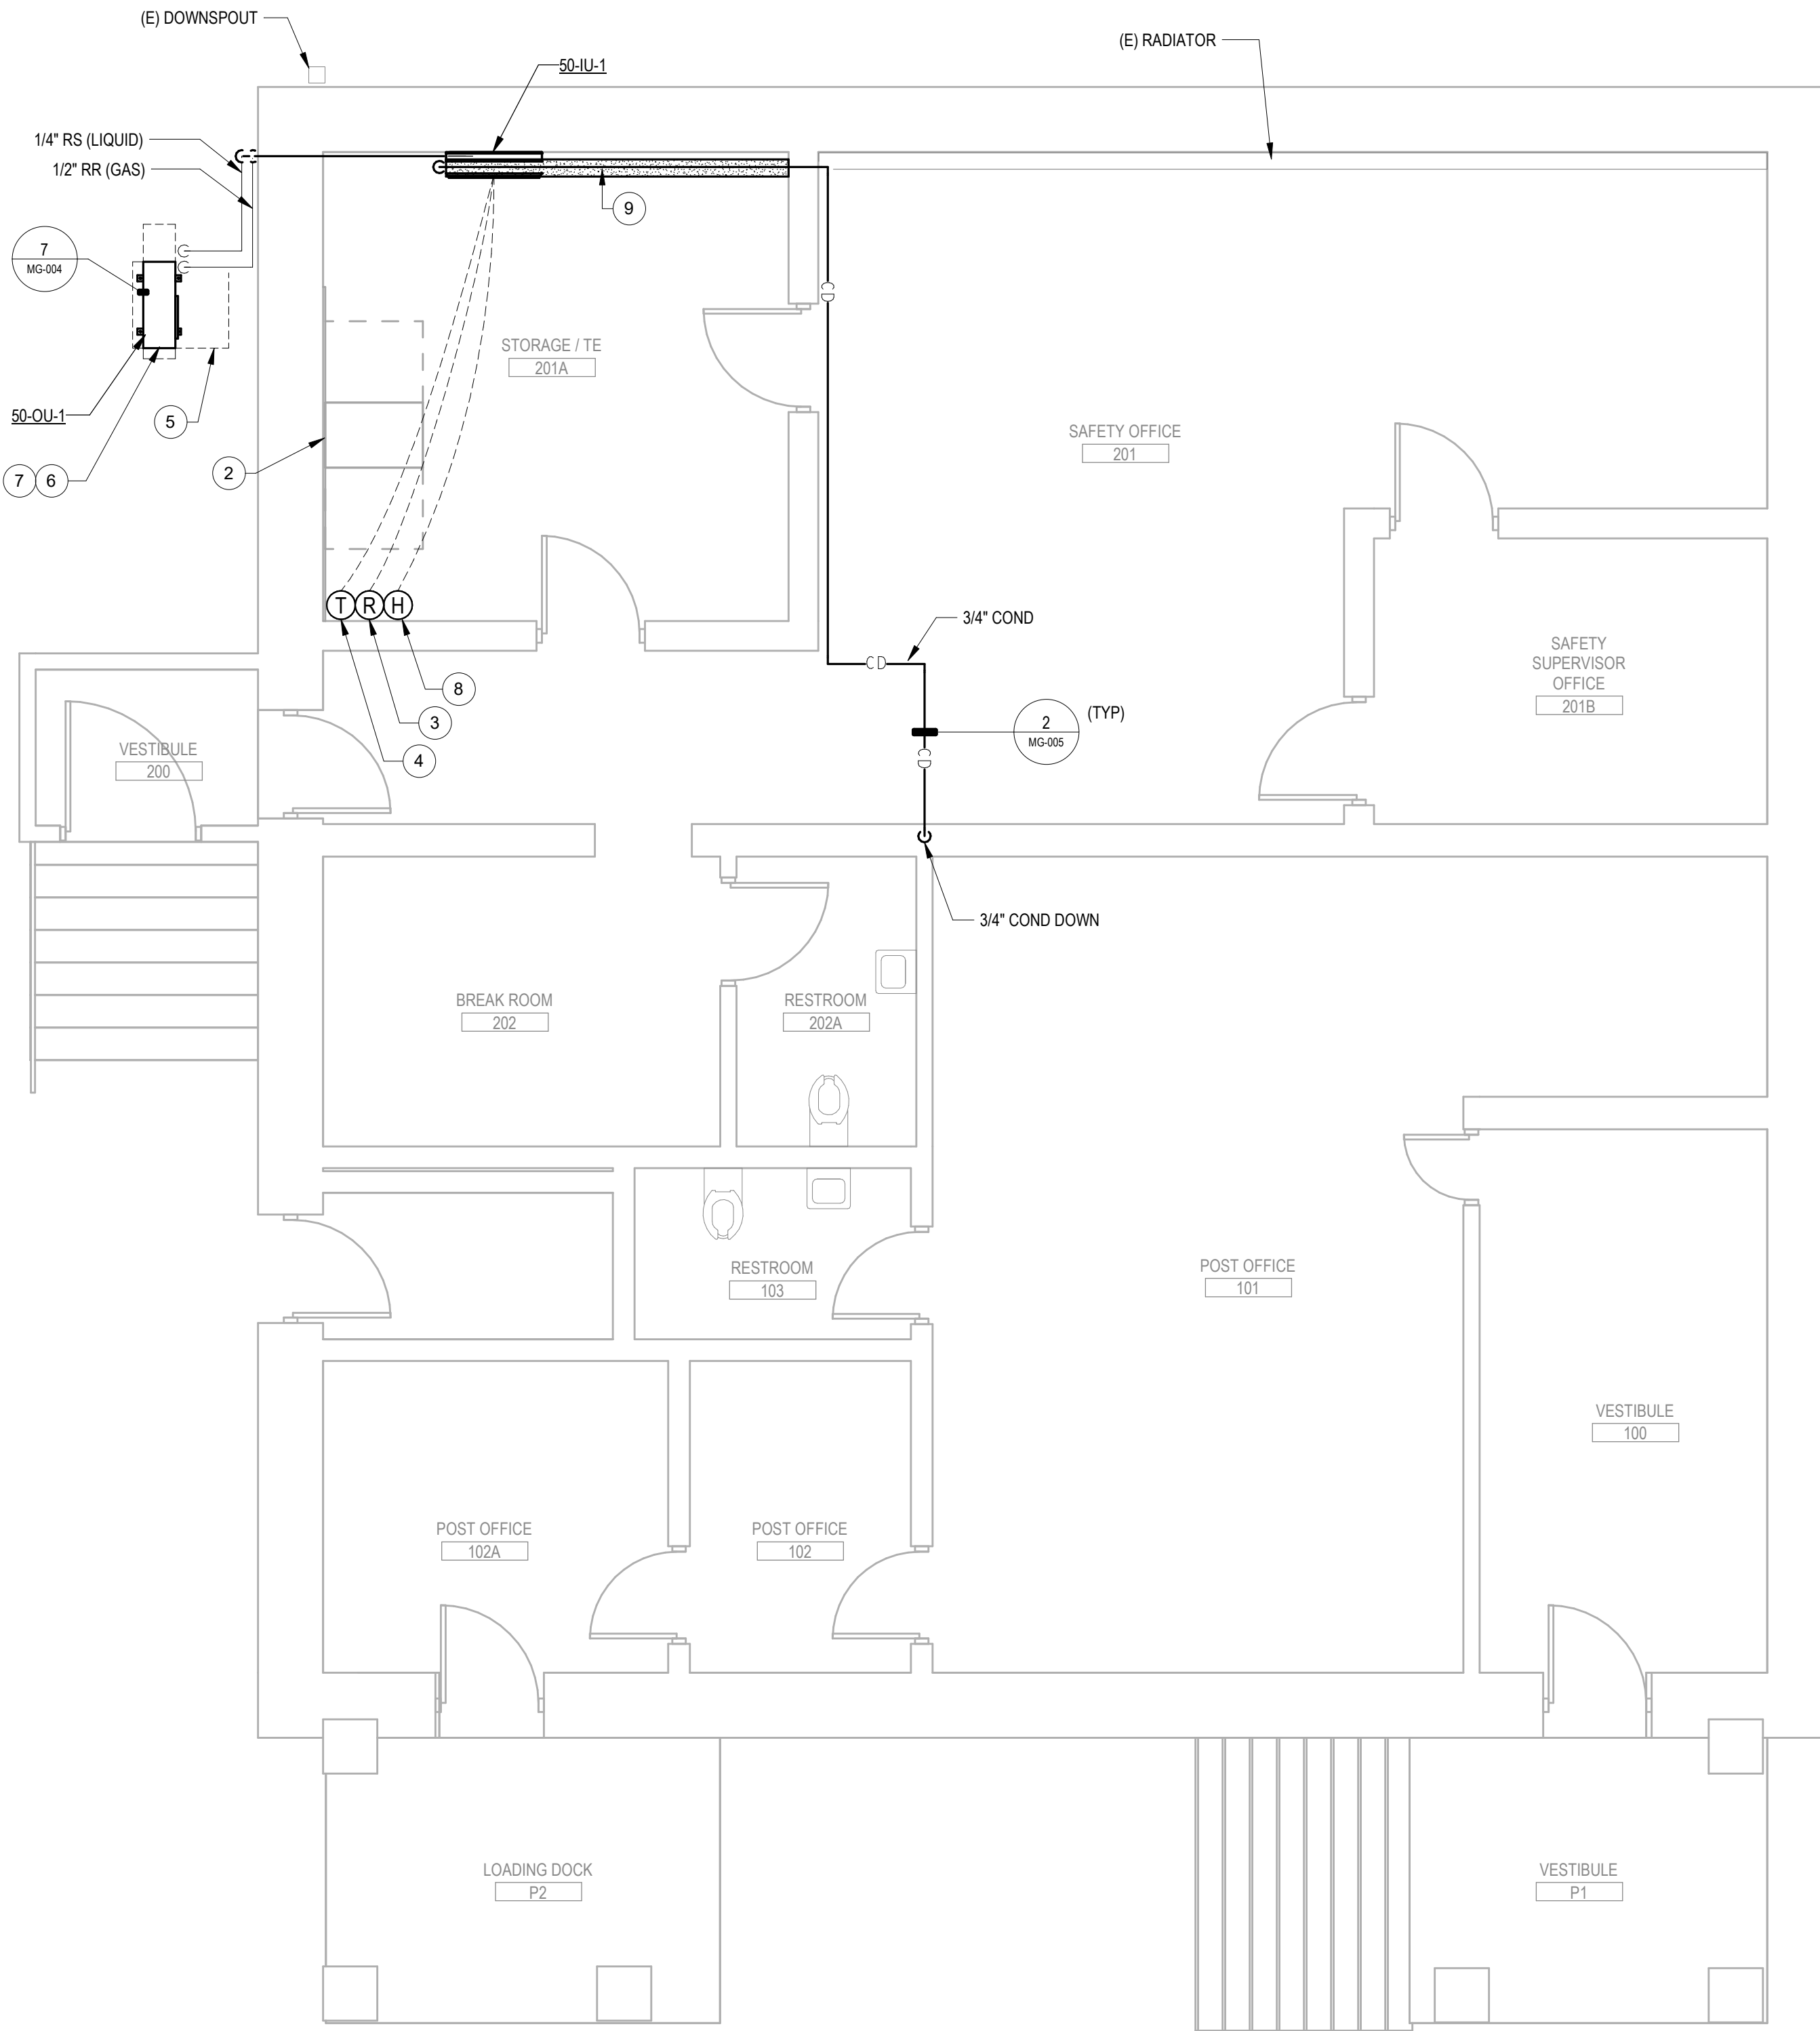 (E) DOWNSPOUT
(E) RADIATOR
50-IU-1
1/4" RS (LIQUID)
1/2" RR (GAS)
9
7
MG-004
STORAGE / TE
201A
50-OU-1
5
SAFETY OFFICE
201
2
7
6
T
R
H
CD
3/4" COND
CD
SAFETY
SUPERVISOR
OFFICE
201B
8
3
4
2
MG-005
(TYP)
CD
VESTIBULE
200
3/4" COND DOWN
BREAK ROOM
202
RESTROOM
202A
RESTROOM
103
POST OFFICE
101
VESTIBULE
100
POST OFFICE
102A
POST OFFICE
102
LOADING DOCK
P2
VESTIBULE
P1